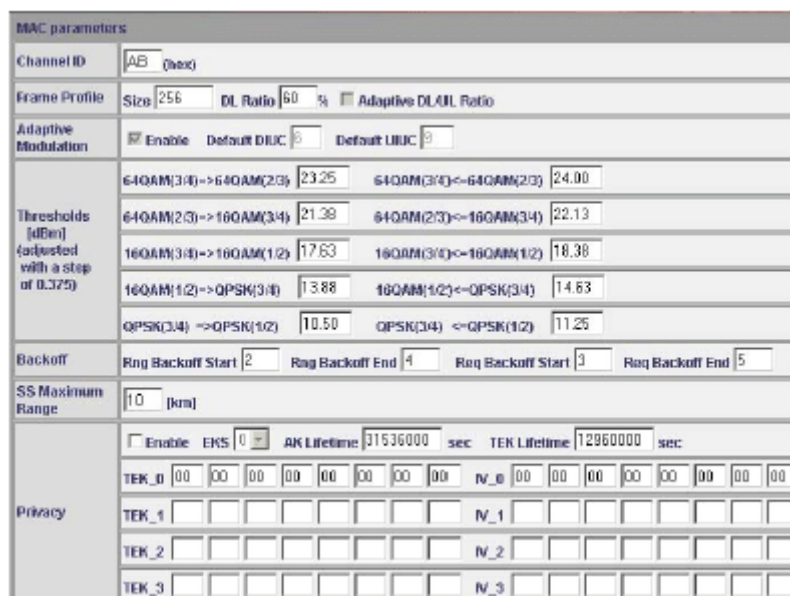 MAC parameters
Channel ID AB (hex)
Frame Profile Size 256 DL Ratio 60 % Adaptive DL/UL Ratio
Adaptive Modulation Enable Default DIUC 6 Default UIUC 9
Thresholds [dBm] (adjusted with a step of 0.375)
64QAM(3/4)=>64QAM(2/3) 23.25 64QAM(3/4)<=64QAM(2/3) 24.00
64QAM(2/3)=>16QAM(3/4) 21.38 64QAM(2/3)<=16QAM(3/4) 22.13
16QAM(3/4)=>16QAM(1/2) 17.63 16QAM(3/4)<=16QAM(1/2) 18.38
16QAM(1/2)=>QPSK(3/4) 13.88 16QAM(1/2)<=QPSK(3/4) 14.63
QPSK(3/4) =>QPSK(1/2) 10.50 QPSK(3/4) <=QPSK(1/2) 11.25
Backoff Rng Backoff Start 2 Rng Backoff End 4 Req Backoff Start 3 Req Backoff End 5
SS Maximum Range 10 [km]
Privacy
Enable EKS 0 AK Lifetime 31536000 sec TEK Lifetime 12960000 sec
TEK_0 00 00 00 00 00 00 00 00 IV_0 00 00 00 00 00 00 00 00
TEK_1 IV_1
TEK_2 IV_2
TEK_3 IV_3